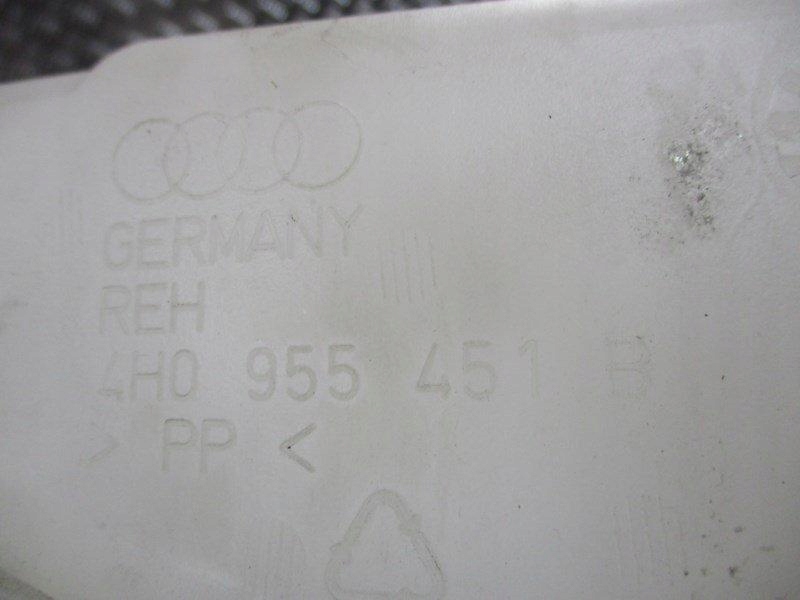 GERMANY
REH
4H0 955 451 B
> PP <